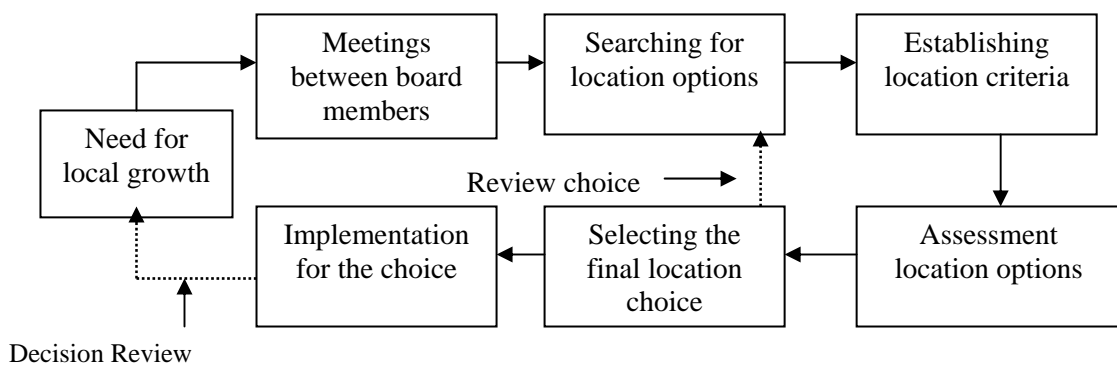 Meetings
between board
members
Searching for
location options
Establishing
location criteria
Need for
local growth
Review choice
Implementation
for the choice
Selecting the
final location
choice
Assessment
location options
Decision Review